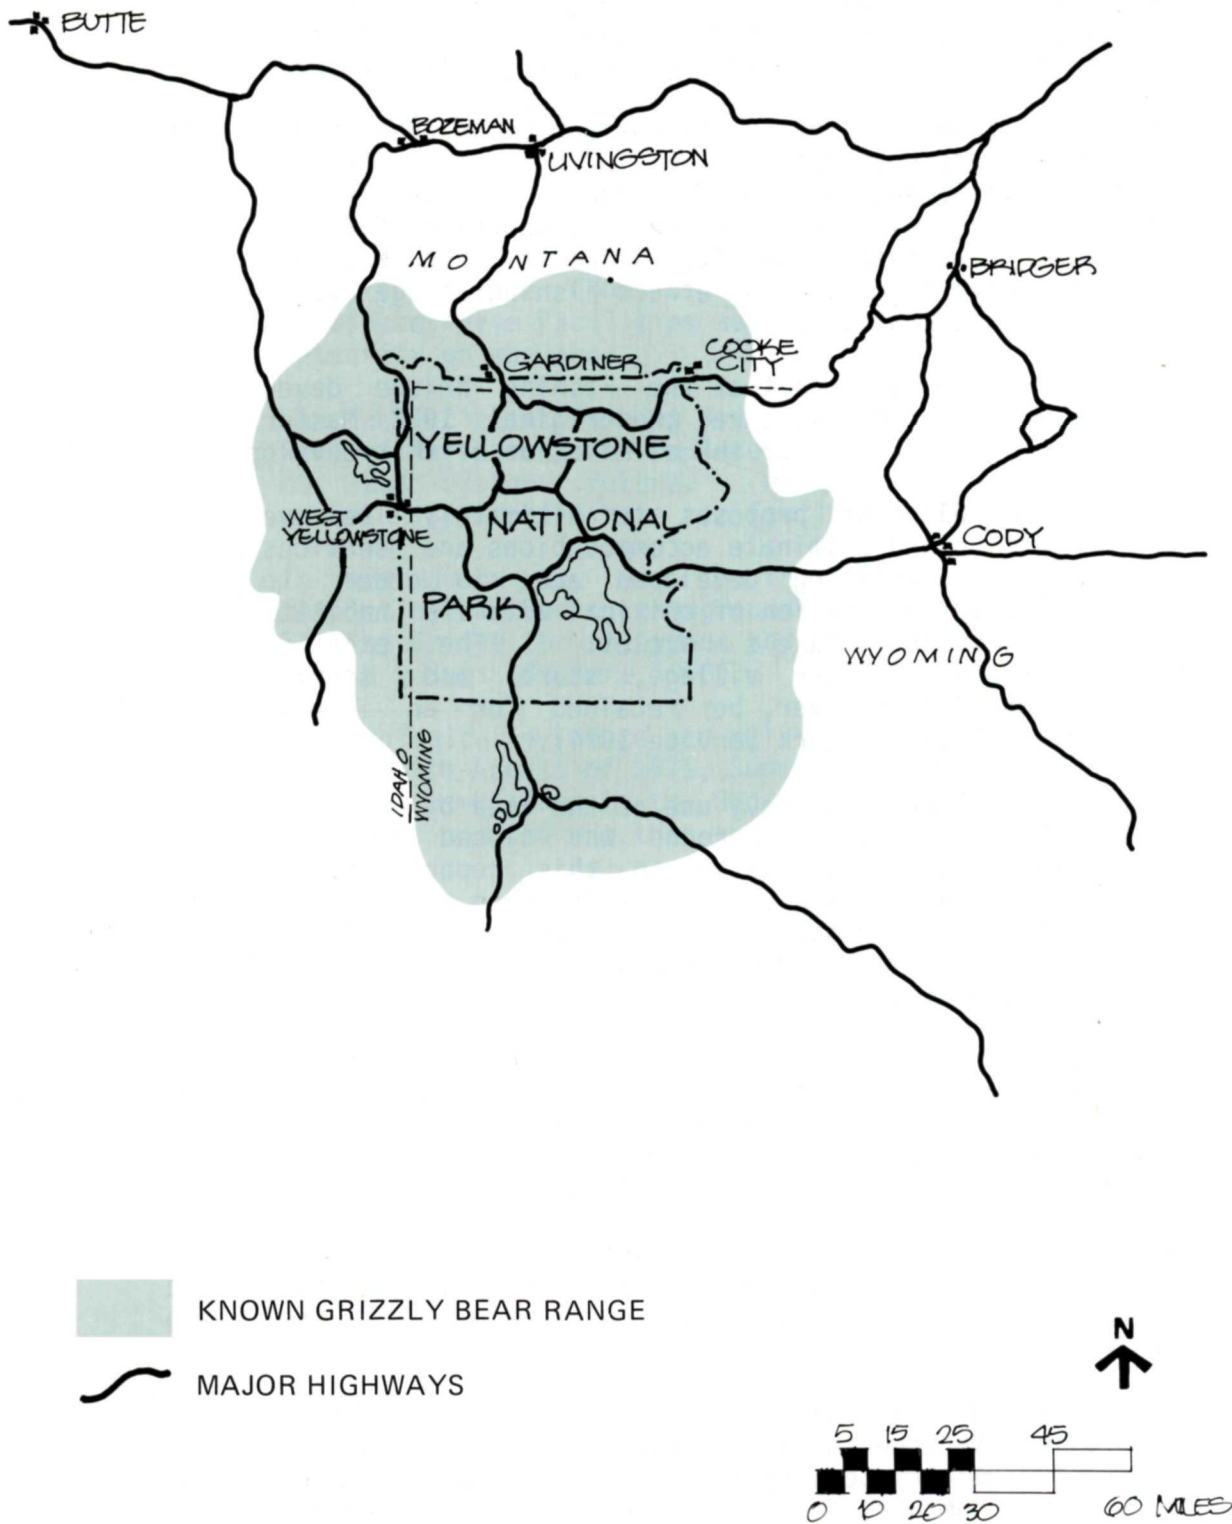 BUTTE
BOZEMAN
LIVINGSTON
MONTANA
BRIDGER
GARDINER
COOKE
CITY
YELLOWSTONE
WEST
YELLOWSTONE
NATIONAL
CODY
PARK
WYOMING
IDAHO
WYOMING
KNOWN GRIZZLY BEAR RANGE
MAJOR HIGHWAYS
N
5 15 25 45
0 10 20 30 60 MILES